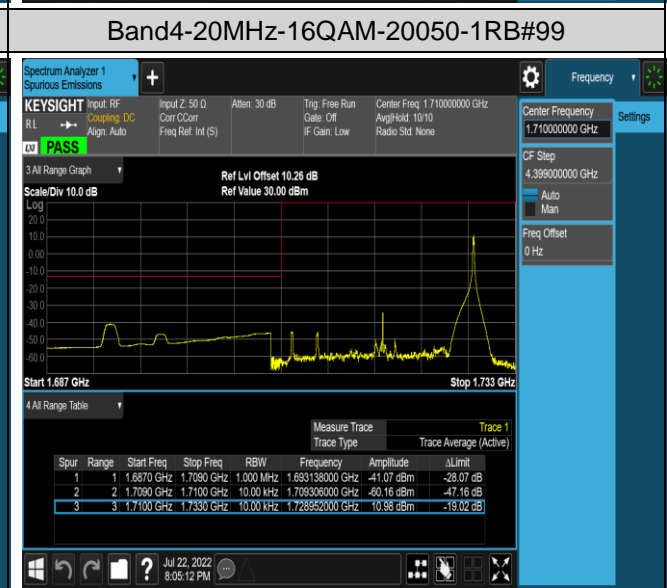 Band4-20MHz-16QAM-20050-1RB#99
Spectrum Analyzer 1
Spurious Emissions
Frequency
Settings
KEYSIGHT
RL
PASS
Input: RF
Coupling: DC
Align: Auto
Input Z: 50 Ω
Corr CCorr
Freq Ref: Int (S)
Atten: 30 dB
Trig: Free Run
Gate: Off
IF Gain: Low
Center Freq: 1.710000000 GHz
Avg|Hold: 10/10
Radio Std: None
Center Frequency
1.710000000 GHz
CF Step
4.399000000 GHz
Auto
Man
Freq Offset
0 Hz
3 All Range Graph
Scale/Div 10.0 dB
Ref Lvl Offset 10.26 dB
Ref Value 30.00 dBm
Log
20.0
10.0
0.00
-10.0
-20.0
-30.0
-40.0
-50.0
-60.0
Start 1.687 GHz
Stop 1.733 GHz
4 All Range Table
Measure Trace Trace 1
Trace Type Trace Average (Active)
Spur Range Start Freq Stop Freq RBW Frequency Amplitude ΔLimit
1 1 1.6870 GHz 1.7090 GHz 1.000 MHz 1.693138000 GHz -41.07 dBm -28.07 dB
2 2 1.7090 GHz 1.7100 GHz 10.00 kHz 1.709306000 GHz -60.16 dBm -47.16 dB
3 3 1.7100 GHz 1.7330 GHz 10.00 kHz 1.728952000 GHz 10.98 dBm -19.02 dB
?
Jul 22, 2022
8:05:12 PM